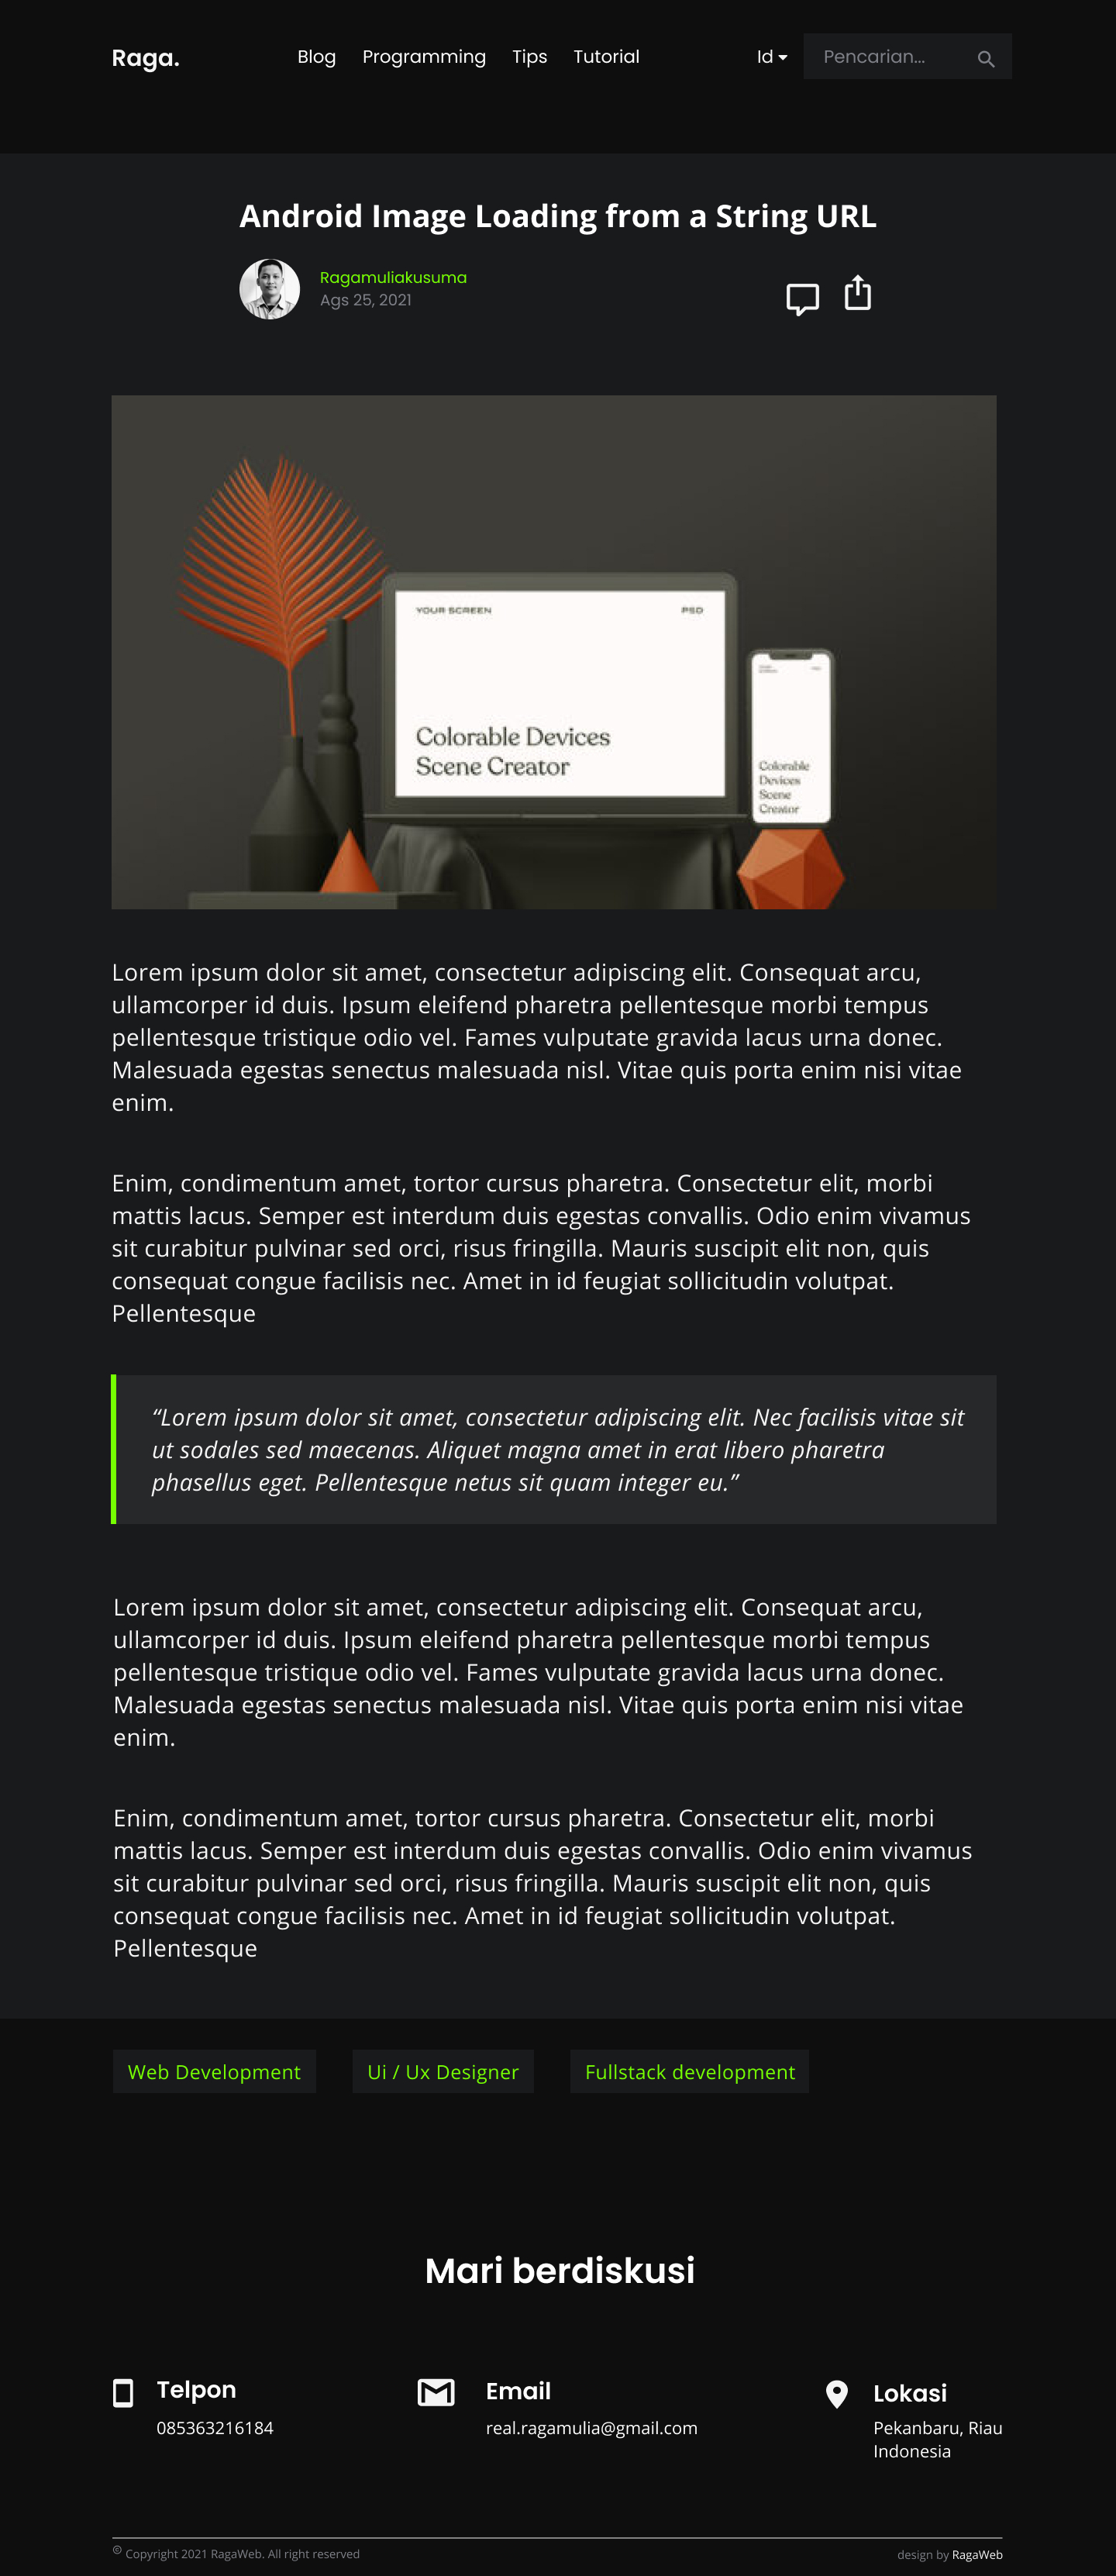 Raga.
Blog Programming Tips Tutorial
Id
Pencarian...
Android Image Loading from a String URL
Ragamuliakusuma
Ags 25, 2021
YOUR SCREEN PSD
Colorable Devices
Scene Creator
Colorable
Devices
Scene
Creator
Lorem ipsum dolor sit amet, consectetur adipiscing elit. Consequat arcu,
ullamcorper id duis. Ipsum eleifend pharetra pellentesque morbi tempus
pellentesque tristique odio vel. Fames vulputate gravida lacus urna donec.
Malesuada egestas senectus malesuada nisl. Vitae quis porta enim nisi vitae
enim.
Enim, condimentum amet, tortor cursus pharetra. Consectetur elit, morbi
mattis lacus. Semper est interdum duis egestas convallis. Odio enim vivamus
sit curabitur pulvinar sed orci, risus fringilla. Mauris suscipit elit non, quis
consequat congue facilisis nec. Amet in id feugiat sollicitudin volutpat.
Pellentesque
“Lorem ipsum dolor sit amet, consectetur adipiscing elit. Nec facilisis vitae sit
ut sodales sed maecenas. Aliquet magna amet in erat libero pharetra
phasellus eget. Pellentesque netus sit quam integer eu.”
Lorem ipsum dolor sit amet, consectetur adipiscing elit. Consequat arcu,
ullamcorper id duis. Ipsum eleifend pharetra pellentesque morbi tempus
pellentesque tristique odio vel. Fames vulputate gravida lacus urna donec.
Malesuada egestas senectus malesuada nisl. Vitae quis porta enim nisi vitae
enim.
Enim, condimentum amet, tortor cursus pharetra. Consectetur elit, morbi
mattis lacus. Semper est interdum duis egestas convallis. Odio enim vivamus
sit curabitur pulvinar sed orci, risus fringilla. Mauris suscipit elit non, quis
consequat congue facilisis nec. Amet in id feugiat sollicitudin volutpat.
Pellentesque
Web Development
Ui / Ux Designer
Fullstack development
Mari berdiskusi
Telpon
085363216184
Email
real.ragamulia@gmail.com
Lokasi
Pekanbaru, Riau
Indonesia
© Copyright 2021 RagaWeb. All right reserved
design by RagaWeb